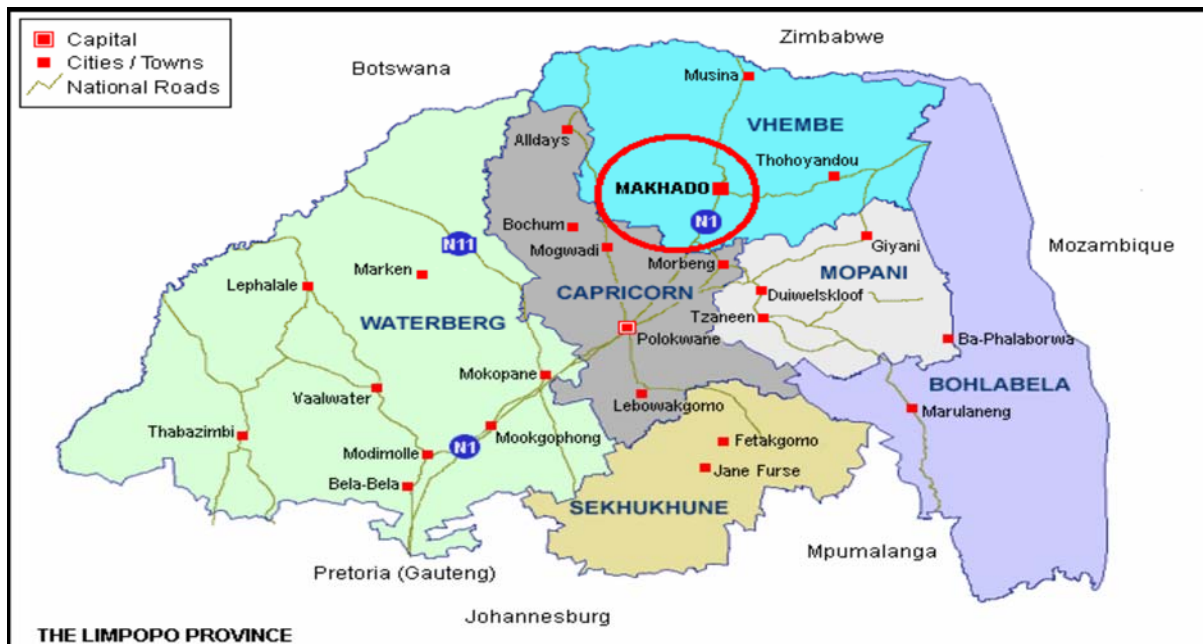 Capital
Cities / Towns
National Roads
Zimbabwe
Botswana
Musina
VHEMBE
Alldays
Thohoyandou
MAKHADO
N1
Bochum
Mogwadi
N11
Giyani
Mozambique
Marken
Morbeng
MOPANI
Lephalale
CAPRICORN
Duiwelskloof
WATERBERG
Tzaneen
Polokwane
Ba-Phalaborwa
Mokopane
BOHLABELA
Vaalwater
Lebowakgomo
Marulaneng
Thabazimbi
Mookgophong
Fetakgomo
N1
Modimolle
Jane Furse
Bela-Bela
SEKHUKHUNE
Mpumalanga
Pretoria (Gauteng)
Johannesburg
THE LIMPOPO PROVINCE